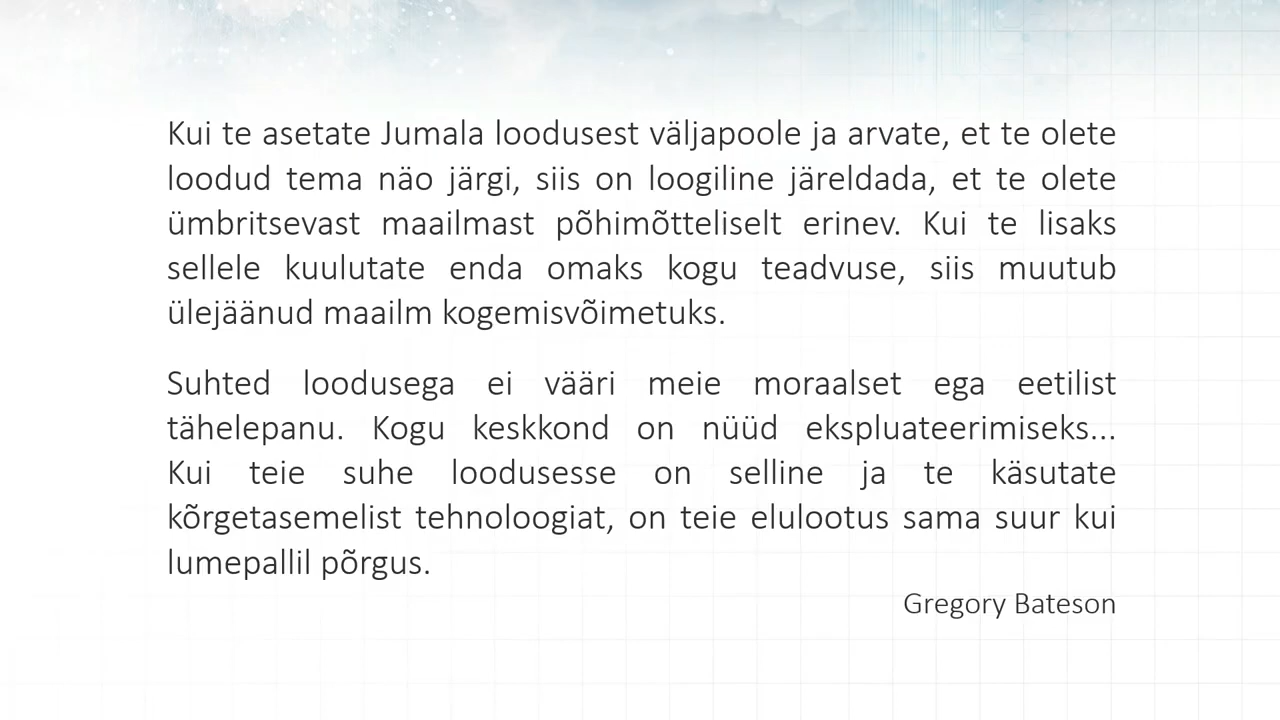 Kui te asetate Jumala loodusest väljapoole ja arvate, et te olete
loodud tema näo järgi, siis on loogiline järeldada, et te olete
ümbritsevast maailmast põhimõtteliselt erinev. Kui te lisaks
sellele kuulutate enda omaks kogu teadvuse, siis muutub
ülejäänud maailm kogemisvõimetuks.
Suhted loodusega ei vääri meie moraalset ega eetilist
tähelepanu. Kogu keskkond on nüüd ekspluateerimiseks...
Kui teie suhe loodusesse on selline ja te käsutate
kõrgetasemelist tehnoloogiat, on teie elulootus sama suur kui
lumepallil põrgus.
Gregory Bateson